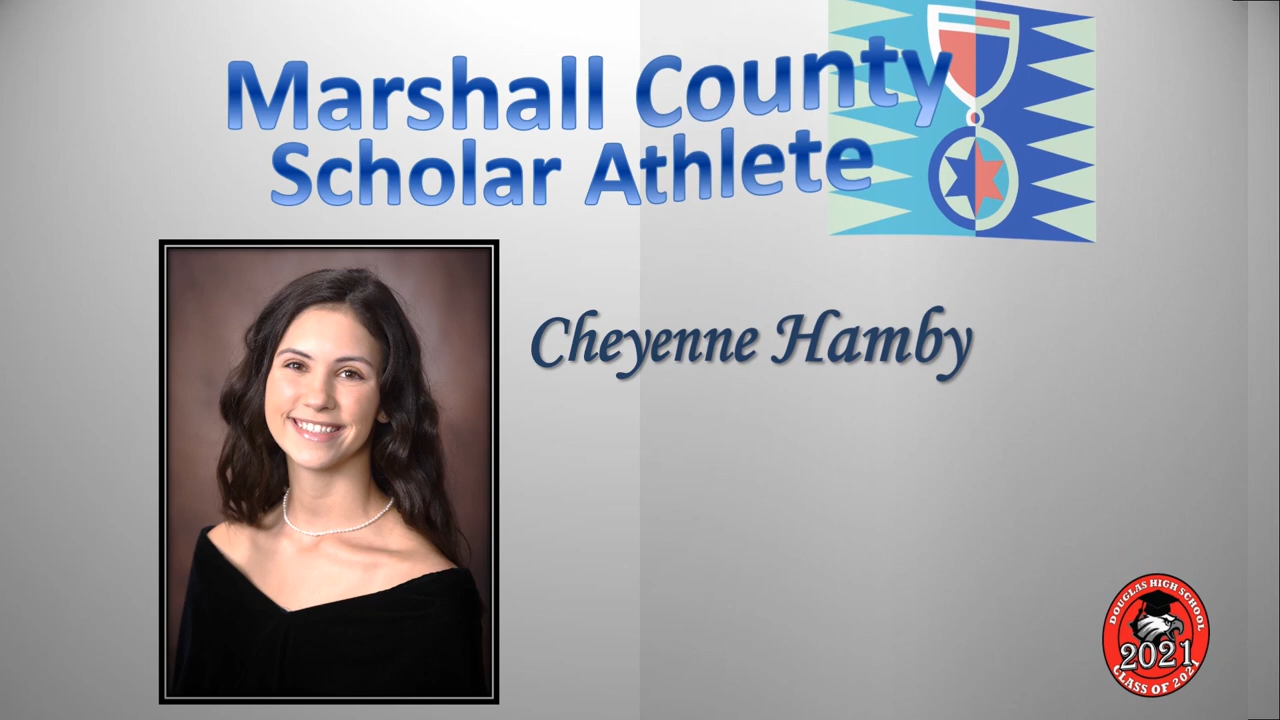 Marshall County
Scholar Athlete
Cheyenne Hamby
DOUGLAS HIGH SCHOOL
2021
CLASS OF 2021